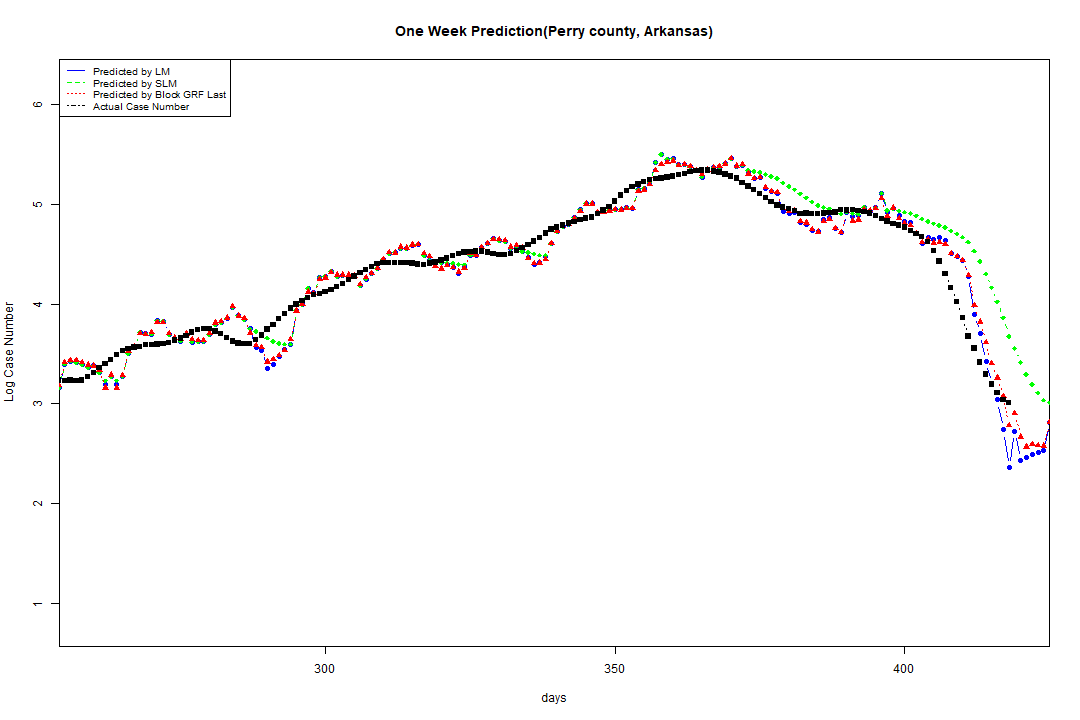 One Week Prediction(Perry county, Arkansas)
Predicted by LM
Predicted by SLM
Predicted by Block GRF Last
Actual Case Number
6
5
4
3
2
1
Log Case Number
300
350
400
days